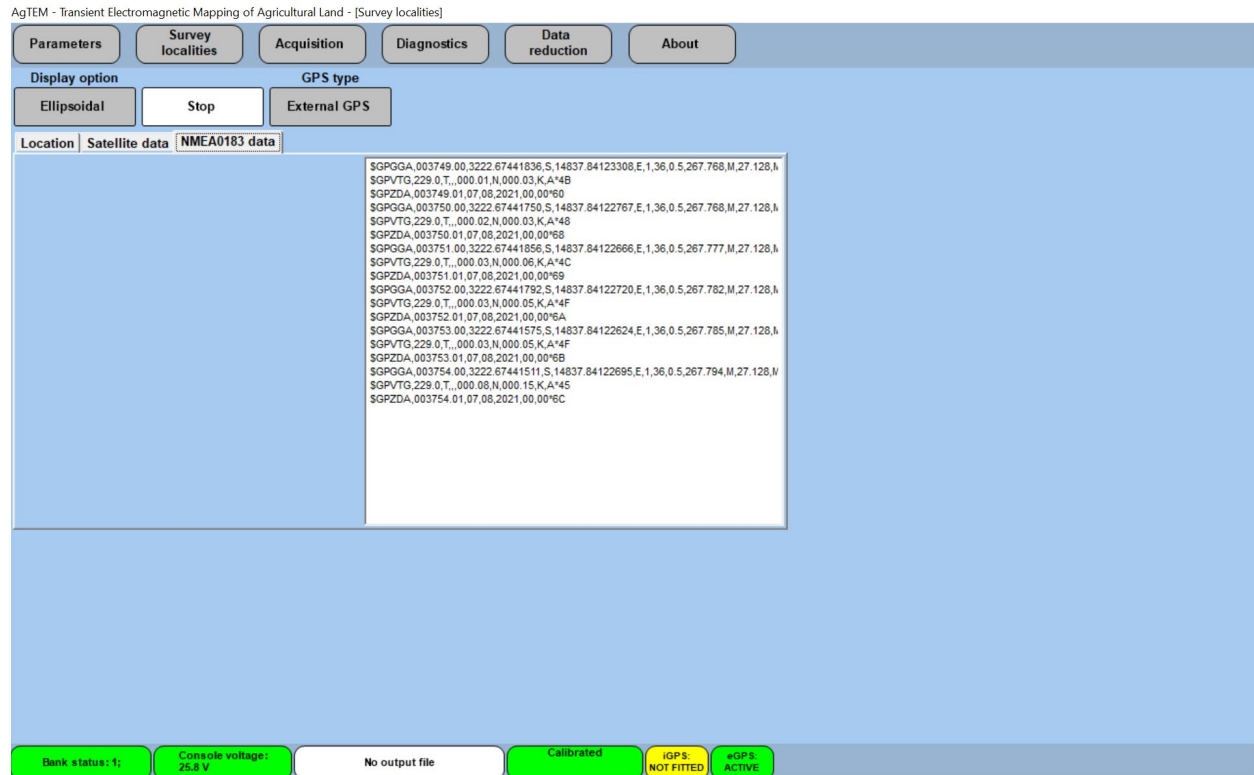 AgTEM - Transient Electromagnetic Mapping of Agricultural Land - [Survey localities]
Parameters
Survey
localities
Acquisition
Diagnostics
Data
reduction
About
Display option
GPS type
Ellipsoidal
Stop
External GPS
Location
Satellite data
NMEA0183 data
$GPGGA,003749.00,3222.67441836,S,14837.84123308,E,1,36,0.5,267.768,M,27.128,
$GPVTG,229.0,T,,,000.01,N,000.03,K,A*4B
$GPZDA,003749.01,07,08,2021,00,00*60
$GPGGA,003750.00,3222.67441750,S,14837.84122767,E,1,36,0.5,267.768,M,27.128,
$GPVTG,229.0,T,,,000.02,N,000.03,K,A*48
$GPZDA,003750.01,07,08,2021,00,00*68
$GPGGA,003751.00,3222.67441856,S,14837.84122666,E,1,36,0.5,267.777,M,27.128,
$GPVTG,229.0,T,,,000.03,N,000.06,K,A*4C
$GPZDA,003751.01,07,08,2021,00,00*69
$GPGGA,003752.00,3222.67441792,S,14837.84122720,E,1,36,0.5,267.782,M,27.128,
$GPVTG,229.0,T,,,000.03,N,000.05,K,A*4F
$GPZDA,003752.01,07,08,2021,00,00*6A
$GPGGA,003753.00,3222.67441575,S,14837.84122624,E,1,36,0.5,267.785,M,27.128,
$GPVTG,229.0,T,,,000.03,N,000.05,K,A*4F
$GPZDA,003753.01,07,08,2021,00,00*6B
$GPGGA,003754.00,3222.67441511,S,14837.84122695,E,1,36,0.5,267.794,M,27.128,
$GPVTG,229.0,T,,,000.08,N,000.15,K,A*45
$GPZDA,003754.01,07,08,2021,00,00*6C
Bank status: 1;
Console voltage:
25.8 V
No output file
Calibrated
iGPS:
NOT FITTED
eGPS:
ACTIVE